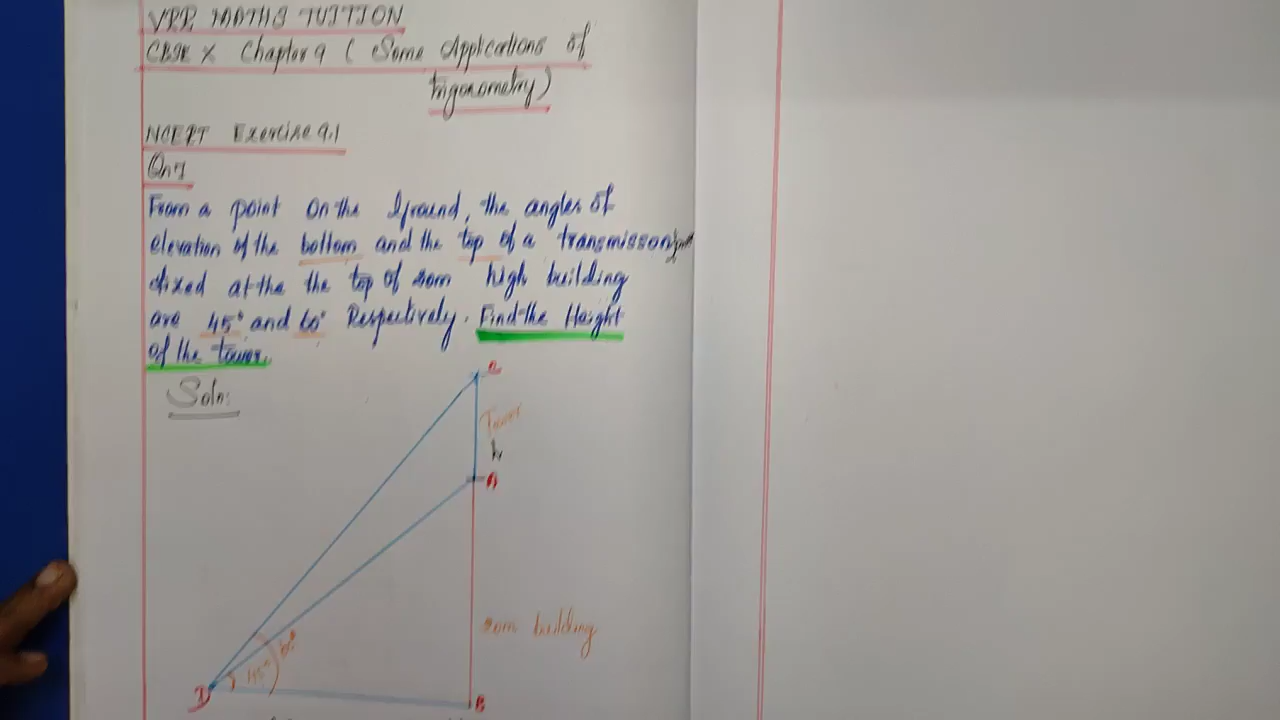 VRR MATHS TUITION
CBSE X Chapter 9 ( Some Applications of
Trigonometry)
NCERT Exercise 9.1
Qn 7
From a point on the Ground, the angles of
elevation of the bottom and the top of a transmisson
fixed at the the top of 20m high building
are 45° and 60° Respectively. Find the Height
of the tower.
Soln:
C
Tower
h
A
20m building
60°
45°
D
B